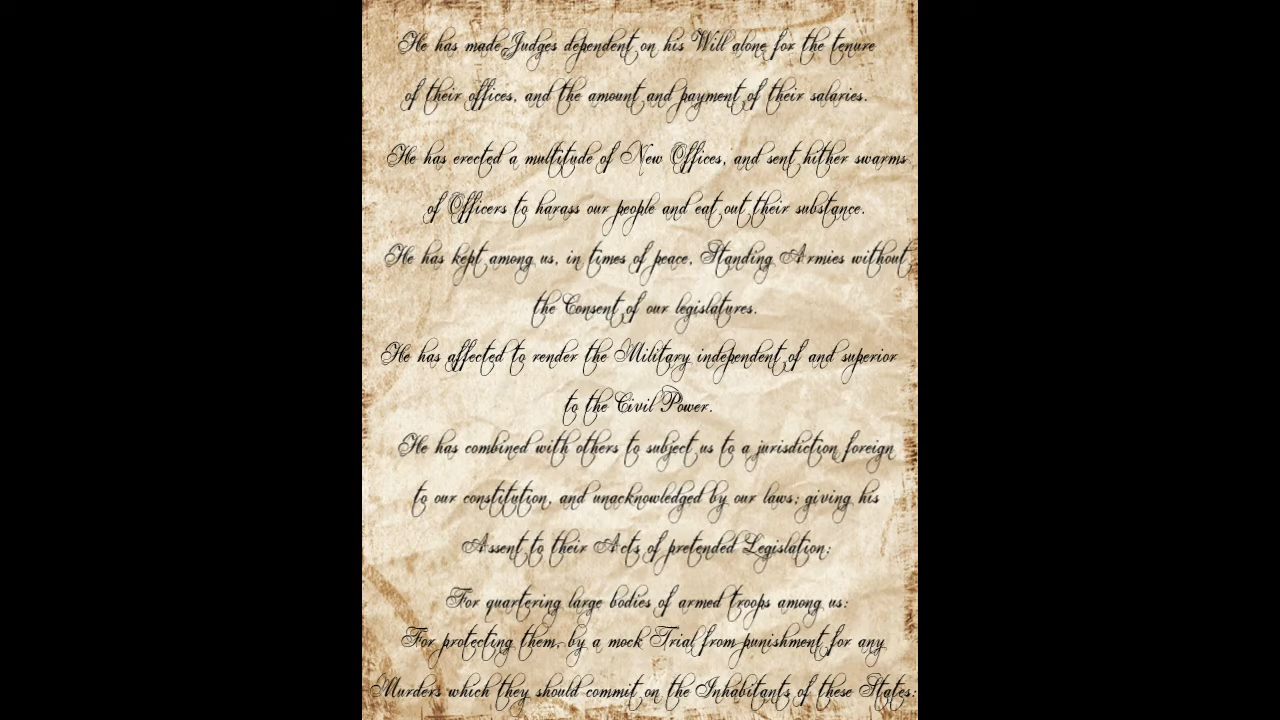 He has made Judges dependent on his Will alone for the tenure
of their offices, and the amount and payment of their salaries.
He has erected a multitude of New Offices, and sent hither swarms
of Officers to harass our people and eat out their substance.
He has kept among us, in times of peace, Standing Armies without
the Consent of our legislatures.
He has affected to render the Military independent of and superior
to the Civil Power.
He has combined with others to subject us to a jurisdiction foreign
to our constitution, and unacknowledged by our laws; giving his
Assent to their Acts of pretended Legislation:
For quartering large bodies of armed troops among us:
For protecting them, by a mock Trial from punishment for any
Murders which they should commit on the Inhabitants of these States: